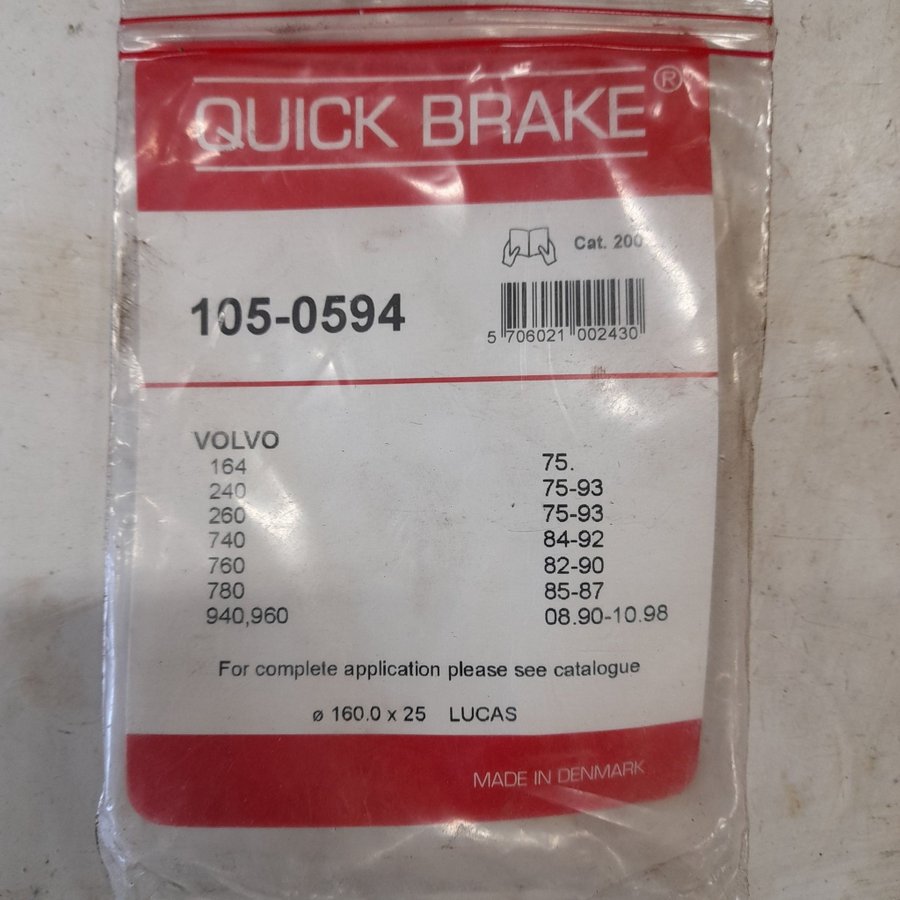 QUICK BRAKE®
Cat. 200
105-0594
5 706021 002430
VOLVO
164 75.
240 75-93
260 75-93
740 84-92
760 82-90
780 85-87
940,960 08.90-10.98
For complete application please see catalogue
ø 160.0 x 25 LUCAS
MADE IN DENMARK